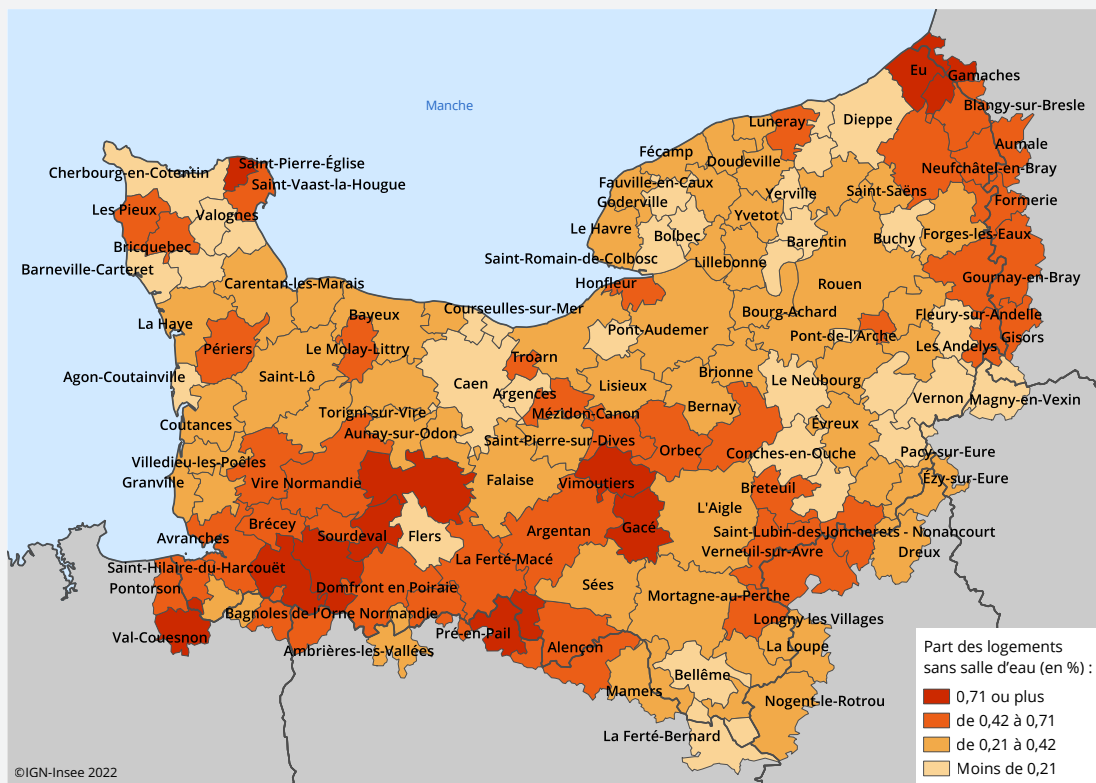 Manche
Eu
Gamaches
Blangy-sur-Bresle
Dieppe
Luneray
Aumale
Fécamp
Doudeville
Neufchâtel-en-Bray
Saint-Pierre-Église
Cherbourg-en-Cotentin
Saint-Vaast-la-Hougue
Fauville-en-Caux
Yerville
Saint-Saëns
Goderville
Formerie
Les Pieux
Valognes
Yvetot
Le Havre
Bolbec
Barentin
Buchy
Forges-les-Eaux
Bricquebec
Saint-Romain-de-Colbosc
Lillebonne
Barneville-Carteret
Gournay-en-Bray
Carentan-les-Marais
Honfleur
Rouen
Courseulles-sur-Mer
Bourg-Achard
Fleury-sur-Andelle
Bayeux
La Haye
Pont-Audemer
Pont-de-l'Arche
Gisors
Périers
Le Molay-Littry
Troarn
Les Andelys
Agon-Coutainville
Saint-Lô
Caen
Argences
Lisieux
Brionne
Le Neubourg
Vernon
Magny-en-Vexin
Torigni-sur-Vire
Mézidon-Canon
Bernay
Coutances
Aunay-sur-Odon
Saint-Pierre-sur-Dives
Évreux
Orbec
Conches-en-Ouche
Pacy-sur-Eure
Villedieu-les-Poêles
Granville
Vire Normandie
Falaise
Vimoutiers
Breteuil
Ézy-sur-Eure
L'Aigle
Brécey
Avranches
Sourdeval
Flers
Argentan
Gacé
Saint-Lubin-des-Joncherets - Nonancourt
Verneuil-sur-Avre
Dreux
La Ferté-Macé
Saint-Hilaire-du-Harcouët
Pontorson
Domfront en Poiraie
Sées
Mortagne-au-Perche
Bagnoles de l'Orne Normandie
Longny les Villages
Val-Couesnon
Pré-en-Pail
Ambrières-les-Vallées
Alençon
La Loupe
Bellême
Mamers
Nogent-le-Rotrou
La Ferté-Bernard
Part des logements
sans salle d’eau (en %) :
0,71 ou plus
de 0,42 à 0,71
de 0,21 à 0,42
Moins de 0,21
©IGN-Insee 2022